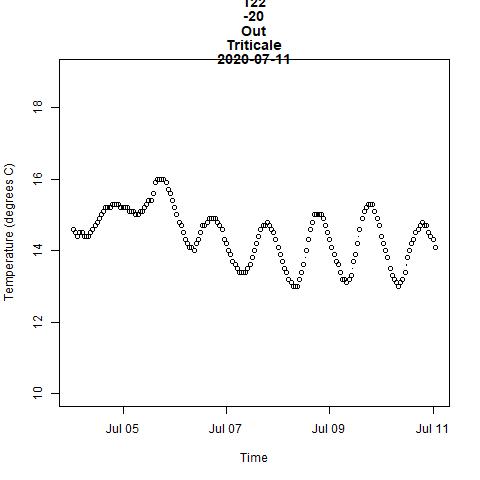 122
-20
Out
Triticale
2020-07-11
18
16
14
12
10
Temperature (degrees C)
Jul 05
Jul 07
Jul 09
Jul 11
Time